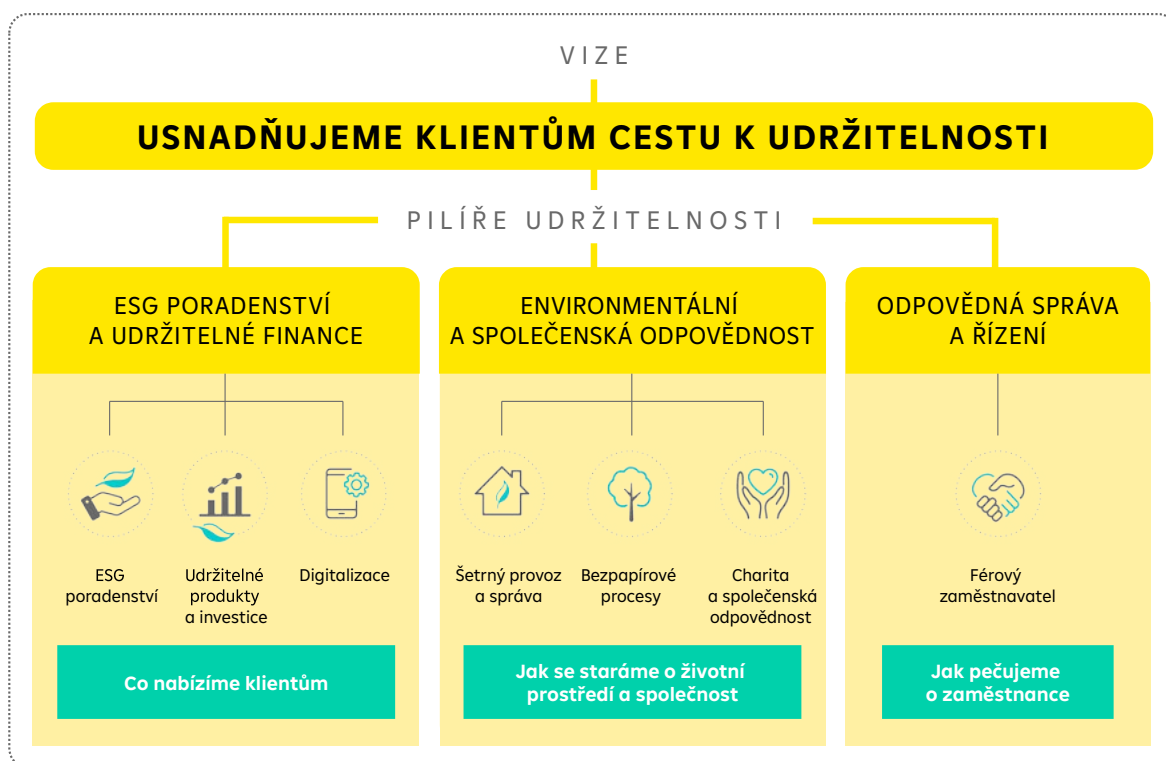 VIZE
USNADŇUJEME KLIENTŮM CESTU K UDRŽITELNOSTI
PILÍŘE UDRŽITELNOSTI
ESG PORADENSTVÍ
A UDRŽITELNÉ FINANCE
ESG
poradenství
Udržitelné
produkty
a investice
Digitalizace
Co nabízíme klientům
ENVIRONMENTÁLNÍ
A SPOLEČENSKÁ ODPOVĚDNOST
Šetrný provoz
a správa
Bezpapírové
procesy
Charita
a společenská
odpovědnost
Jak se staráme o životní
prostředí a společnost
ODPOVĚDNÁ SPRÁVA
A ŘÍZENÍ
Férový
zaměstnavatel
Jak pečujeme
o zaměstnance